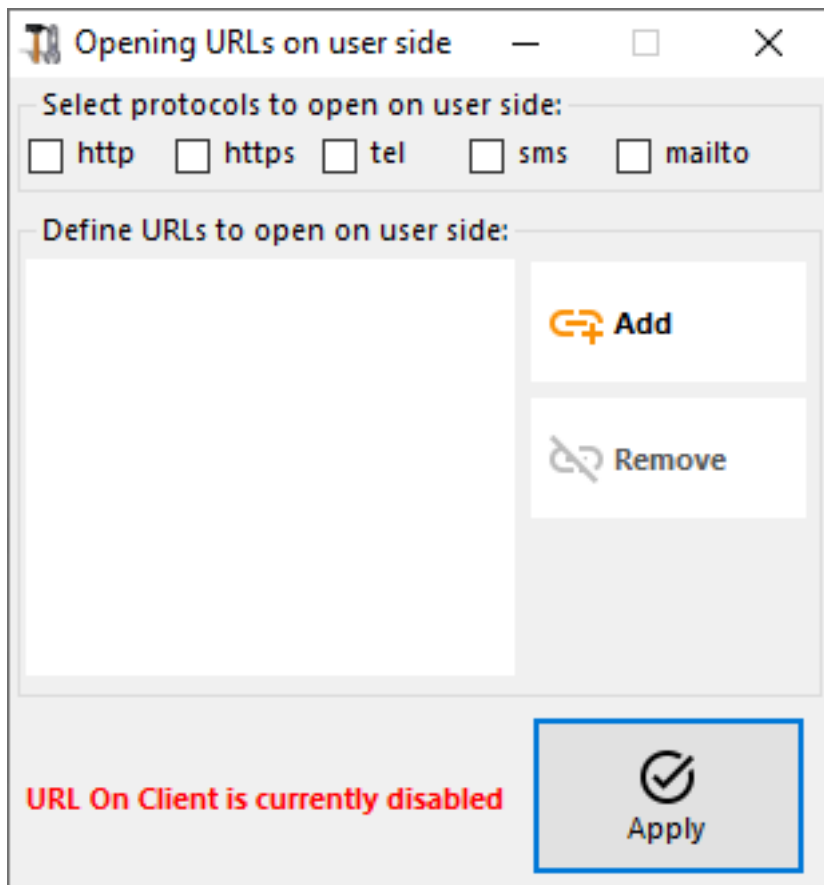 Opening URLs on user side
Select protocols to open on user side:
http https tel sms mailto
Define URLs to open on user side:
Add
Remove
URL On Client is currently disabled
Apply